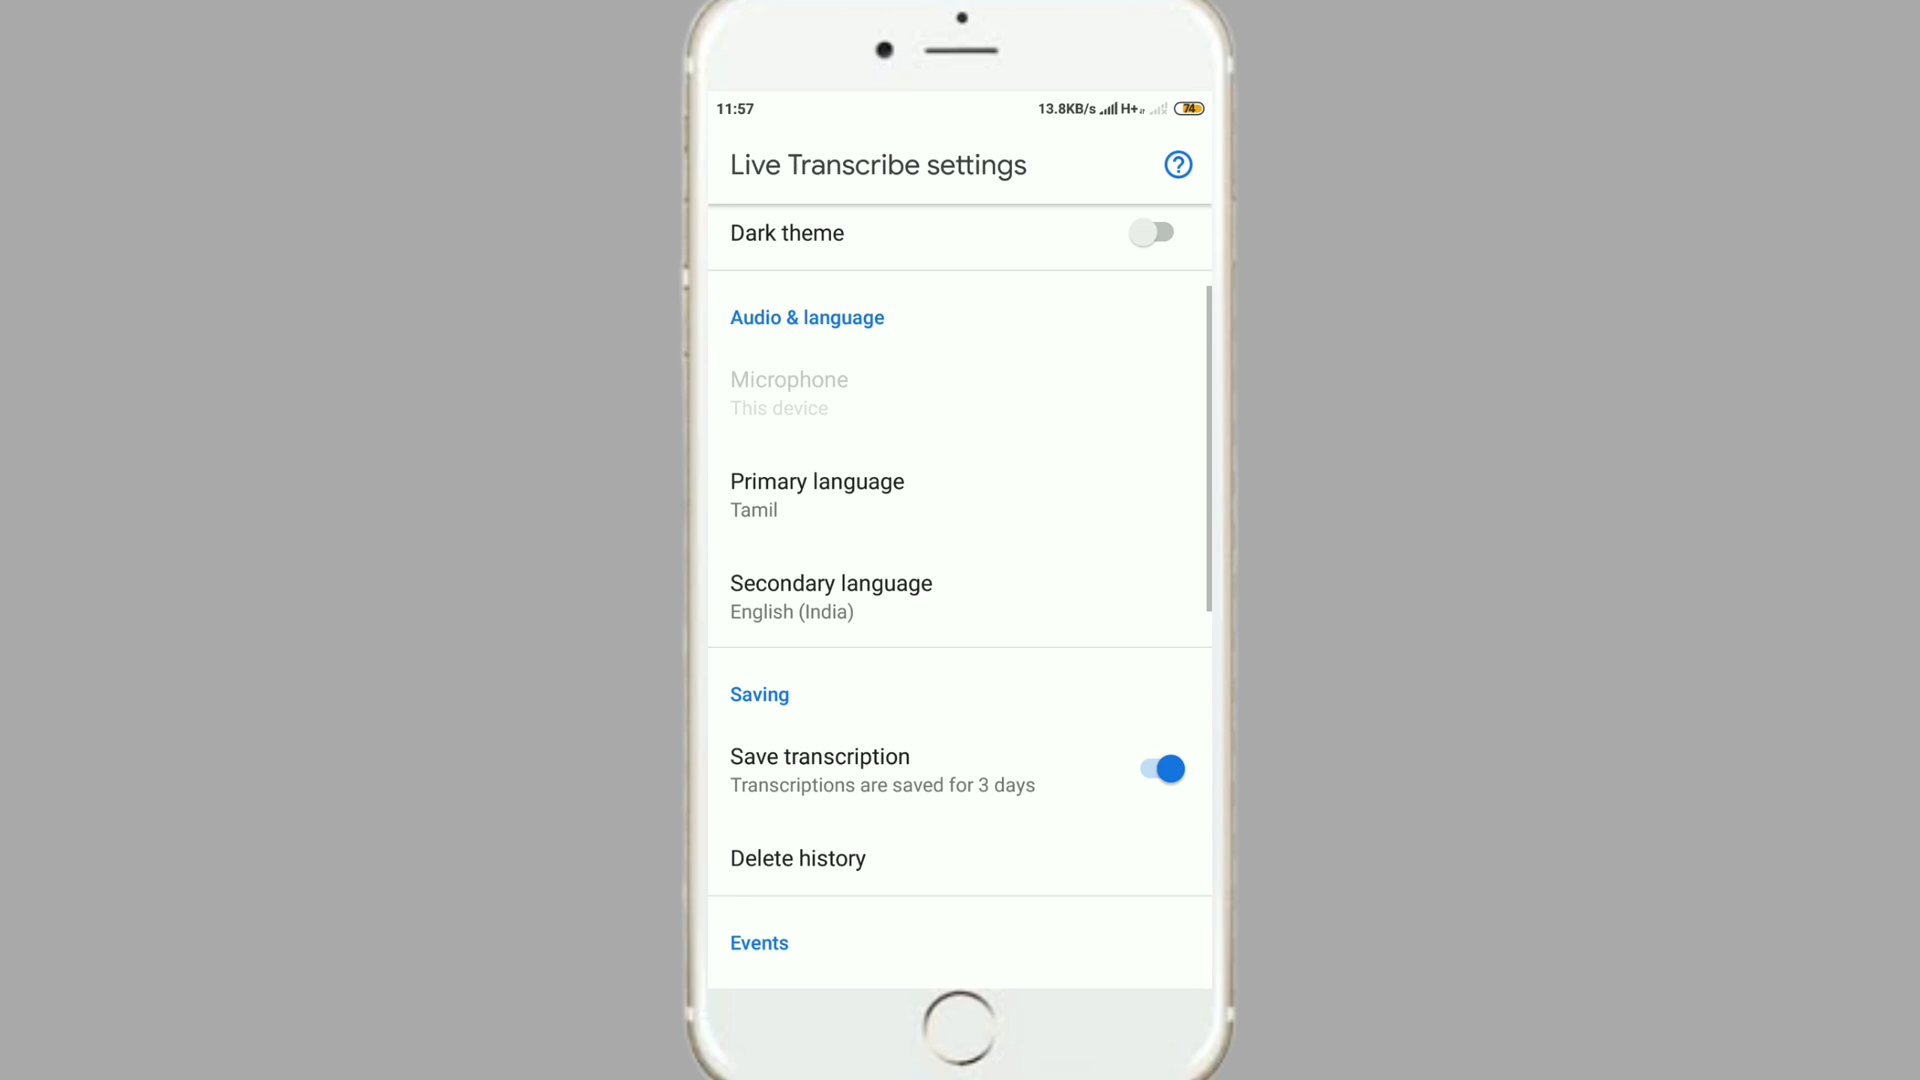 11:57 13.8KB/s H+ 74
Live Transcribe settings
Dark theme
Audio & language
Microphone
This device
Primary language
Tamil
Secondary language
English (India)
Saving
Save transcription
Transcriptions are saved for 3 days
Delete history
Events